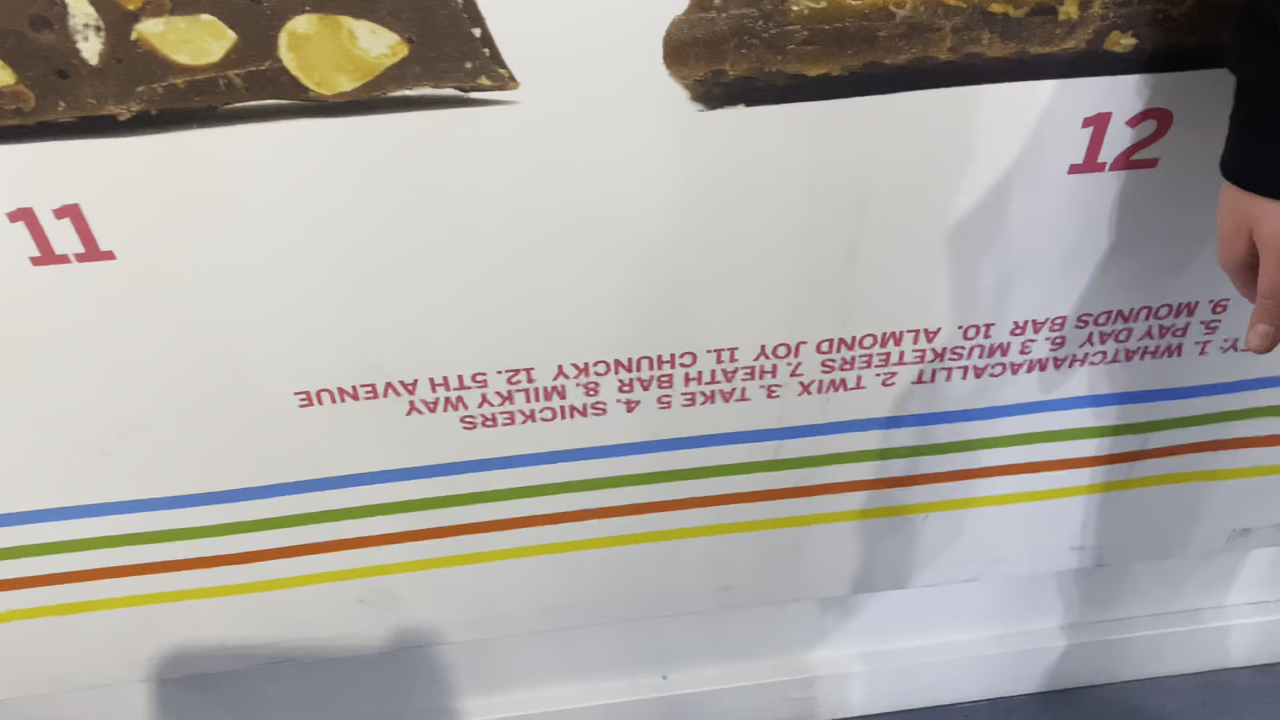 11
12
Y: 1. WHATCHAMACALLIT 2. TWIX 3. TAKE 5 4. SNICKERS
5. PAY DAY 6. 3 MUSKETEERS 7. HEATH BAR 8. MILKY WAY
9. MOUNDS BAR 10. ALMOND JOY 11. CHUNCKY 12. 5TH AVENUE